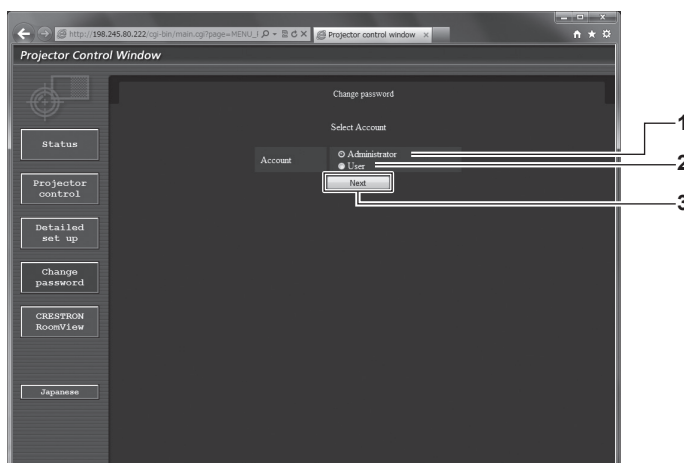 http://198.245.80.222/cgi-bin/main.cgi?page=MENU_I
Projector control window
Projector Control Window
Change password
Select Account
Account
Administrator
User
Next
1
2
3
Status
Projector
control
Detailed
set up
Change
password
CRESTRON
RoomView
Japanese